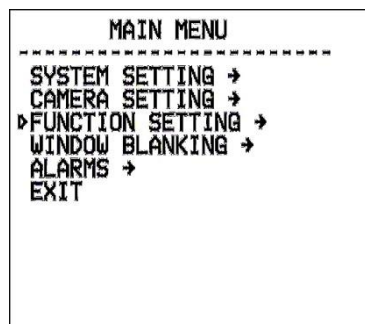 MAIN MENU
SYSTEM SETTING →
CAMERA SETTING →
FUNCTION SETTING →
WINDOW BLANKING →
ALARMS →
EXIT